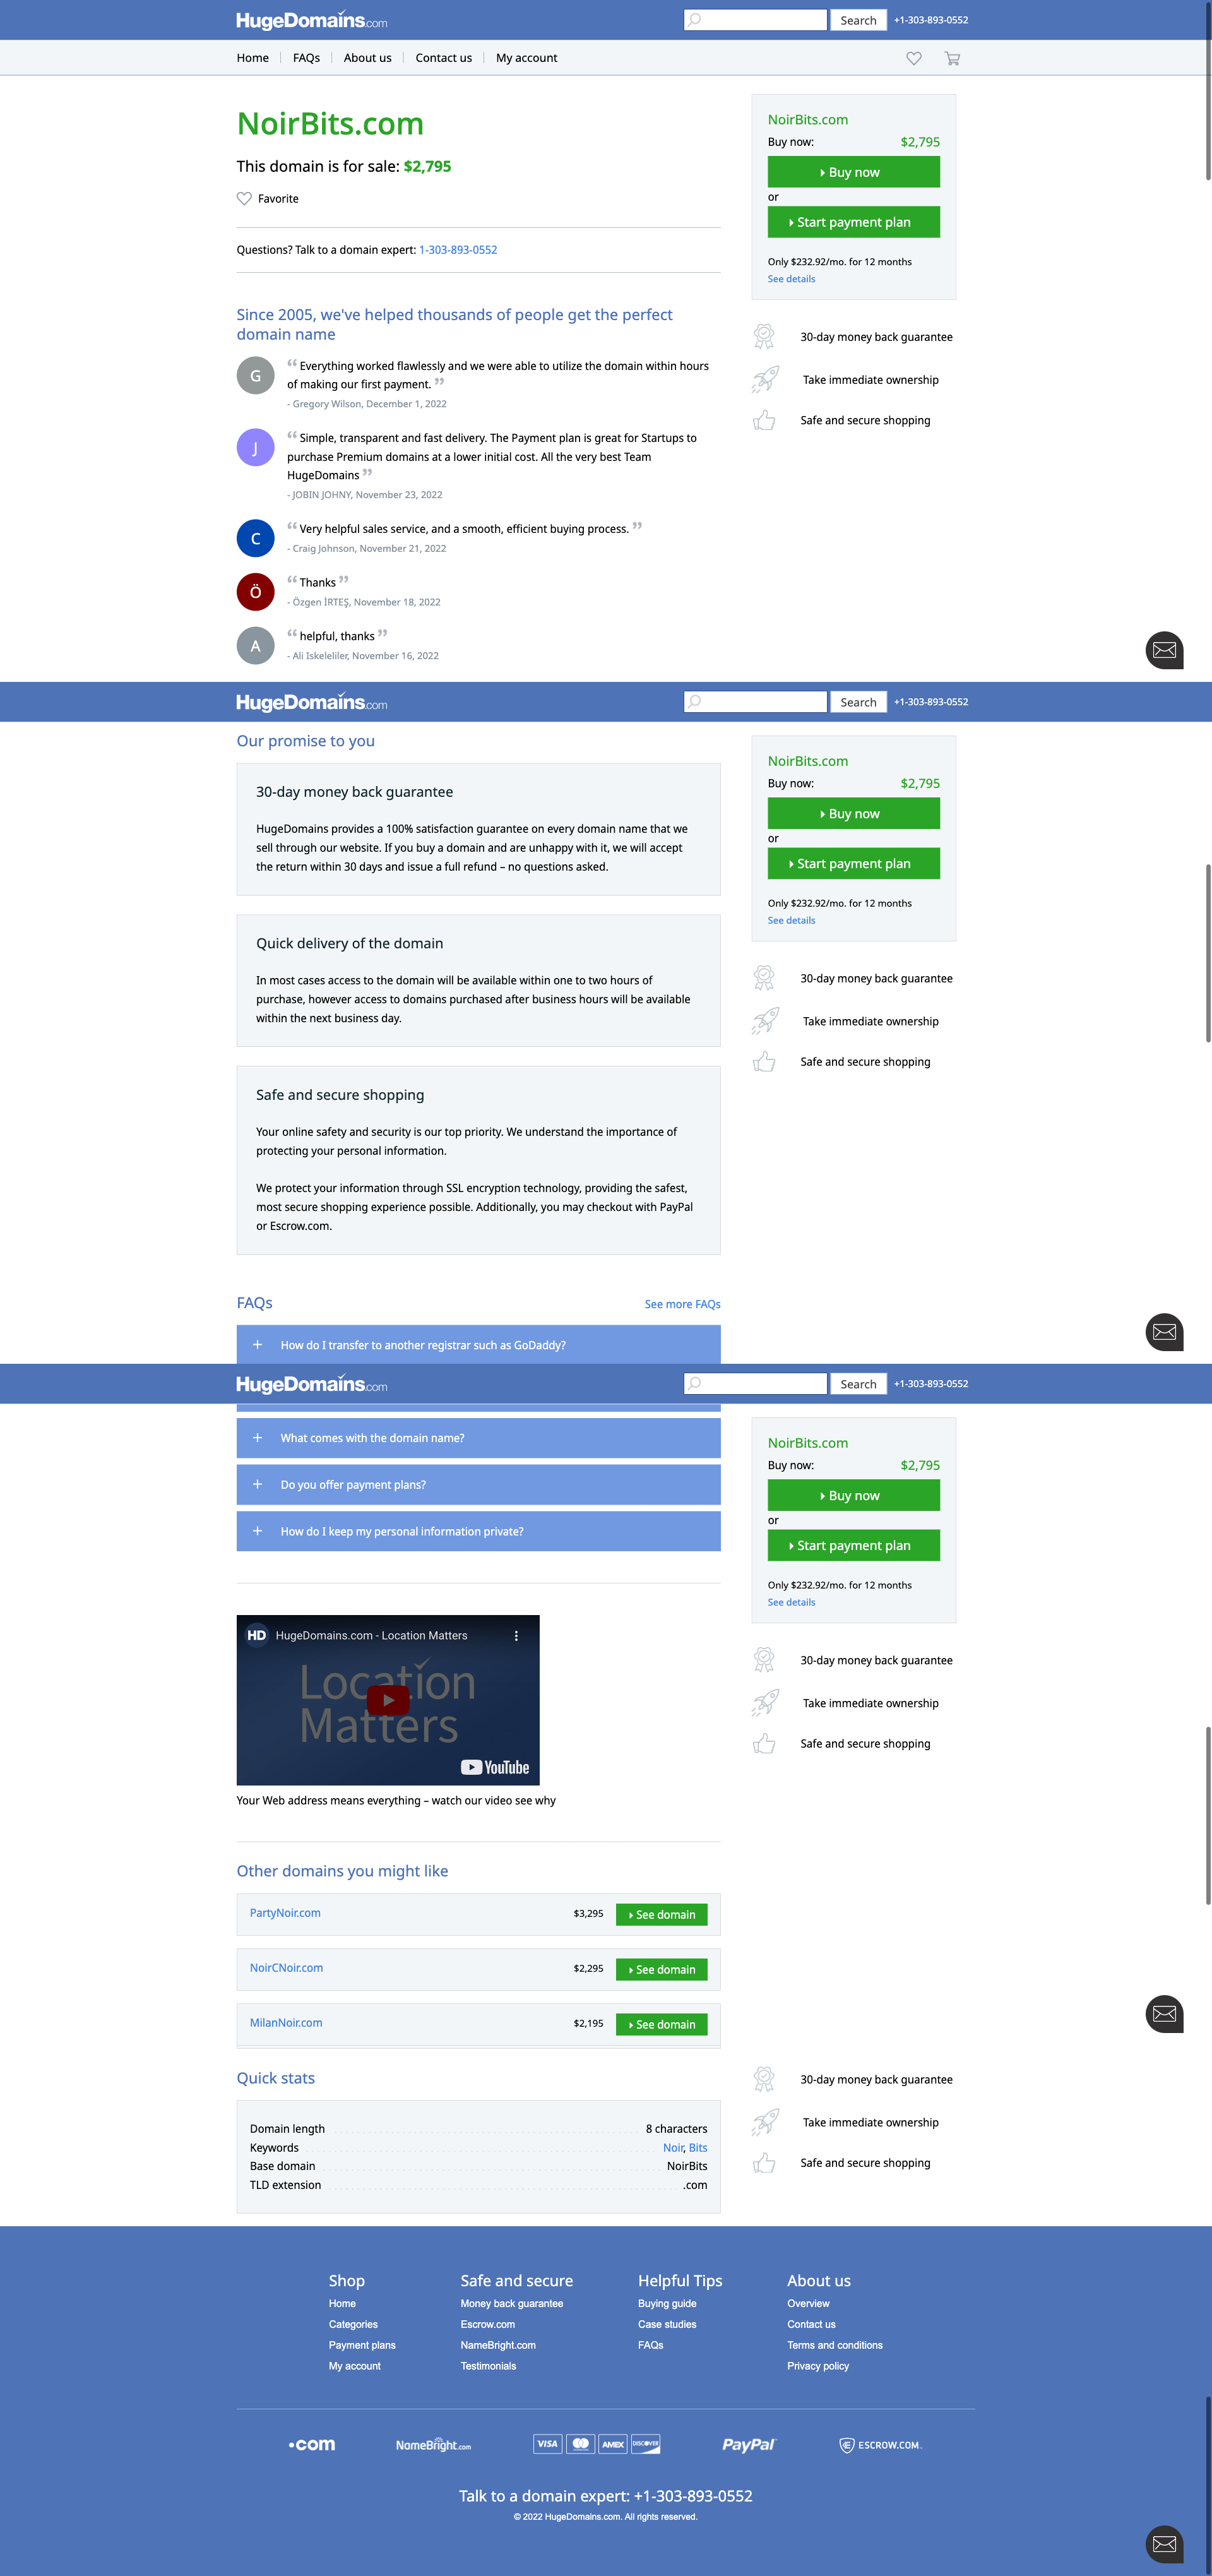 HugeDomains.com
Search
+1-303-893-0552
Home
FAQs
About us
Contact us
My account
NoirBits.com
This domain is for sale: $2,795
Favorite
Questions? Talk to a domain expert: 1-303-893-0552
Since 2005, we've helped thousands of people get the perfect
domain name
G
“ Everything worked flawlessly and we were able to utilize the domain within hours
of making our first payment. ”
- Gregory Wilson, December 1, 2022
J
“ Simple, transparent and fast delivery. The Payment plan is great for Startups to
purchase Premium domains at a lower initial cost. All the very best Team
HugeDomains ”
- JOBIN JOHNY, November 23, 2022
C
“ Very helpful sales service, and a smooth, efficient buying process. ”
- Craig Johnson, November 21, 2022
Ö
“ Thanks ”
- Özgen İRTEŞ, November 18, 2022
A
“ helpful, thanks ”
- Ali Iskeleliler, November 16, 2022
NoirBits.com
Buy now:
$2,795
Buy now
or
Start payment plan
Only $232.92/mo. for 12 months
See details
30-day money back guarantee
Take immediate ownership
Safe and secure shopping
HugeDomains.com
Search
+1-303-893-0552
Our promise to you
30-day money back guarantee
HugeDomains provides a 100% satisfaction guarantee on every domain name that we
sell through our website. If you buy a domain and are unhappy with it, we will accept
the return within 30 days and issue a full refund – no questions asked.
Quick delivery of the domain
In most cases access to the domain will be available within one to two hours of
purchase, however access to domains purchased after business hours will be available
within the next business day.
Safe and secure shopping
Your online safety and security is our top priority. We understand the importance of
protecting your personal information.
We protect your information through SSL encryption technology, providing the safest,
most secure shopping experience possible. Additionally, you may checkout with PayPal
or Escrow.com.
FAQs
See more FAQs
+ How do I transfer to another registrar such as GoDaddy?
NoirBits.com
Buy now:
$2,795
Buy now
or
Start payment plan
Only $232.92/mo. for 12 months
See details
30-day money back guarantee
Take immediate ownership
Safe and secure shopping
HugeDomains.com
Search
+1-303-893-0552
+ What comes with the domain name?
+ Do you offer payment plans?
+ How do I keep my personal information private?
HD
HugeDomains.com - Location Matters
Location
Matters
YouTube
Your Web address means everything – watch our video see why
Other domains you might like
PartyNoir.com
$3,295
See domain
NoirCNoir.com
$2,295
See domain
MilanNoir.com
$2,195
See domain
NoirBits.com
Buy now:
$2,795
Buy now
or
Start payment plan
Only $232.92/mo. for 12 months
See details
30-day money back guarantee
Take immediate ownership
Safe and secure shopping
Quick stats
Domain length 8 characters
Keywords Noir, Bits
Base domain NoirBits
TLD extension .com
30-day money back guarantee
Take immediate ownership
Safe and secure shopping
Shop
Home
Categories
Payment plans
My account
Safe and secure
Money back guarantee
Escrow.com
NameBright.com
Testimonials
Helpful Tips
Buying guide
Case studies
FAQs
About us
Overview
Contact us
Terms and conditions
Privacy policy
.com
NameBright.com
VISA
AMEX
DISCOVER
PayPal
ESCROW.COM
Talk to a domain expert: +1-303-893-0552
© 2022 HugeDomains.com. All rights reserved.